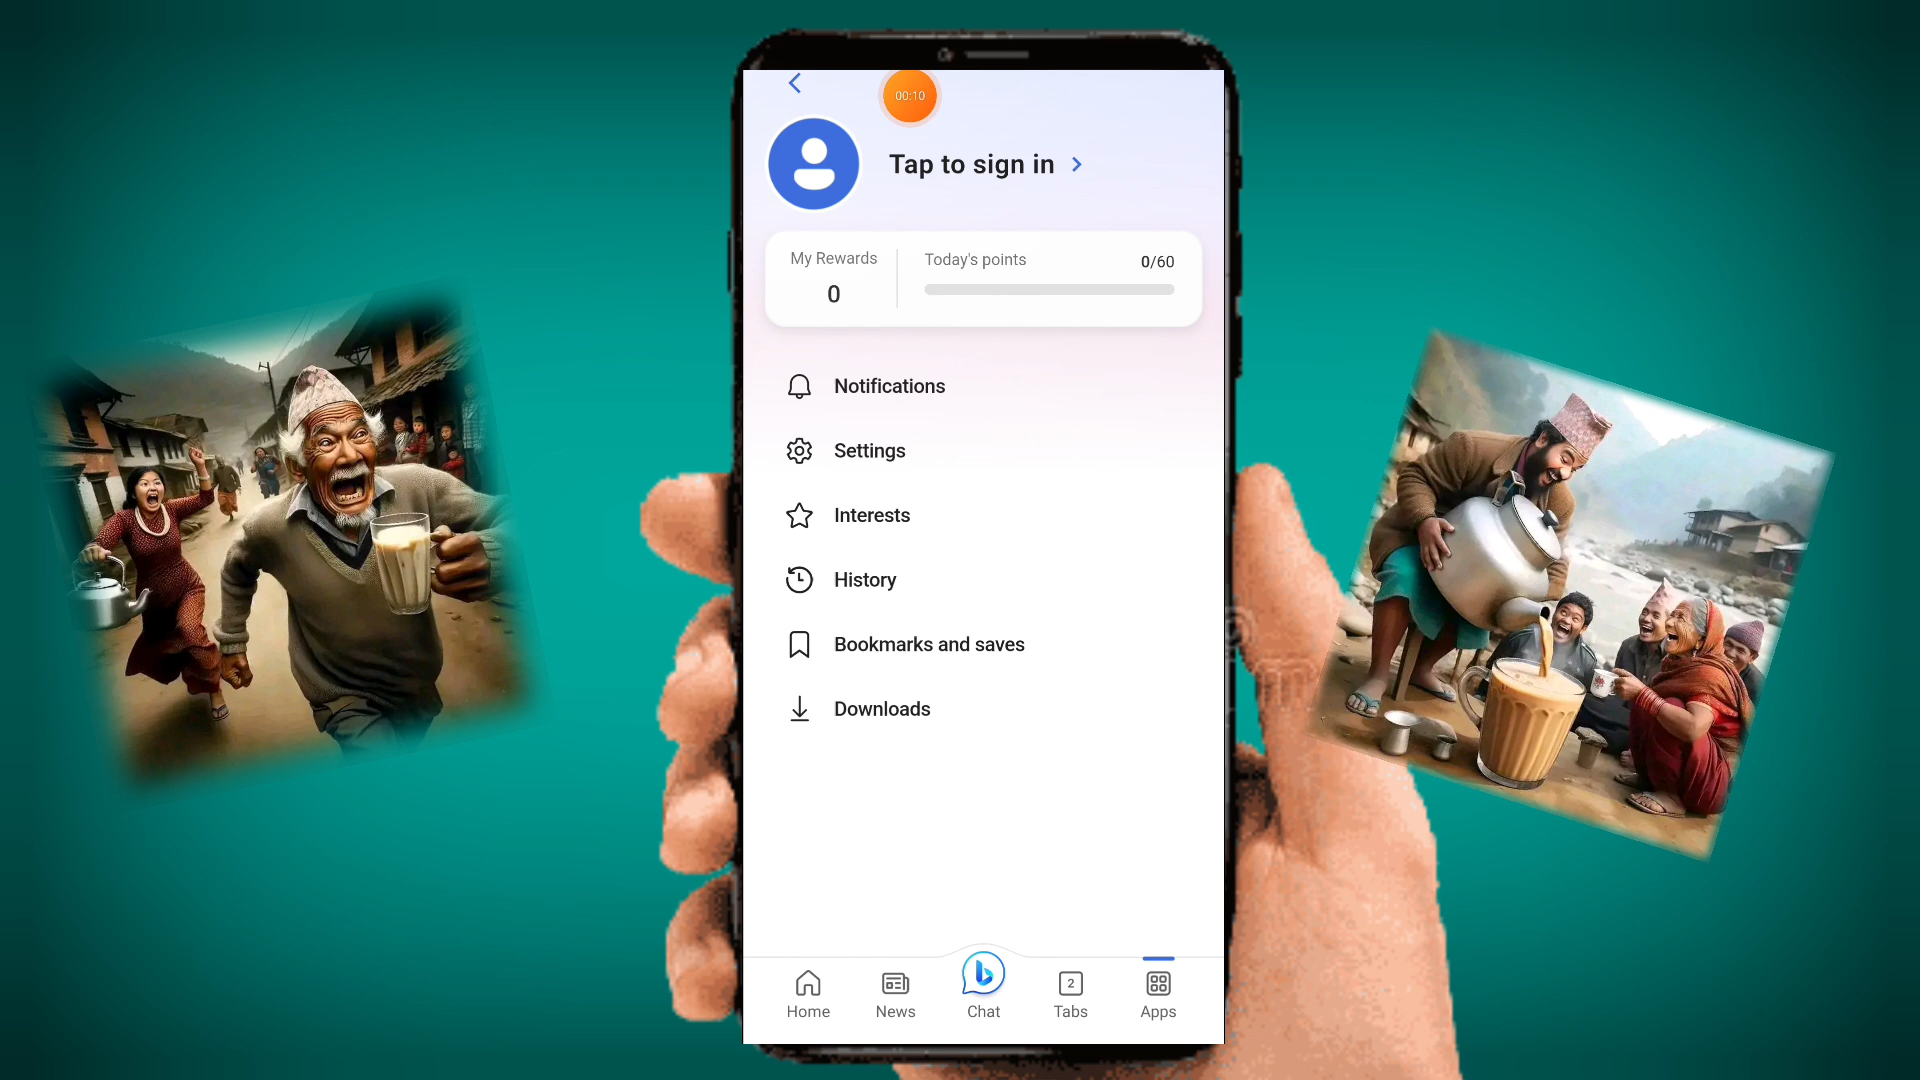 00:10
Tap to sign in
My Rewards
0
Today's points
0/60
Notifications
Settings
Interests
History
Bookmarks and saves
Downloads
Home
News
Chat
2
Tabs
Apps